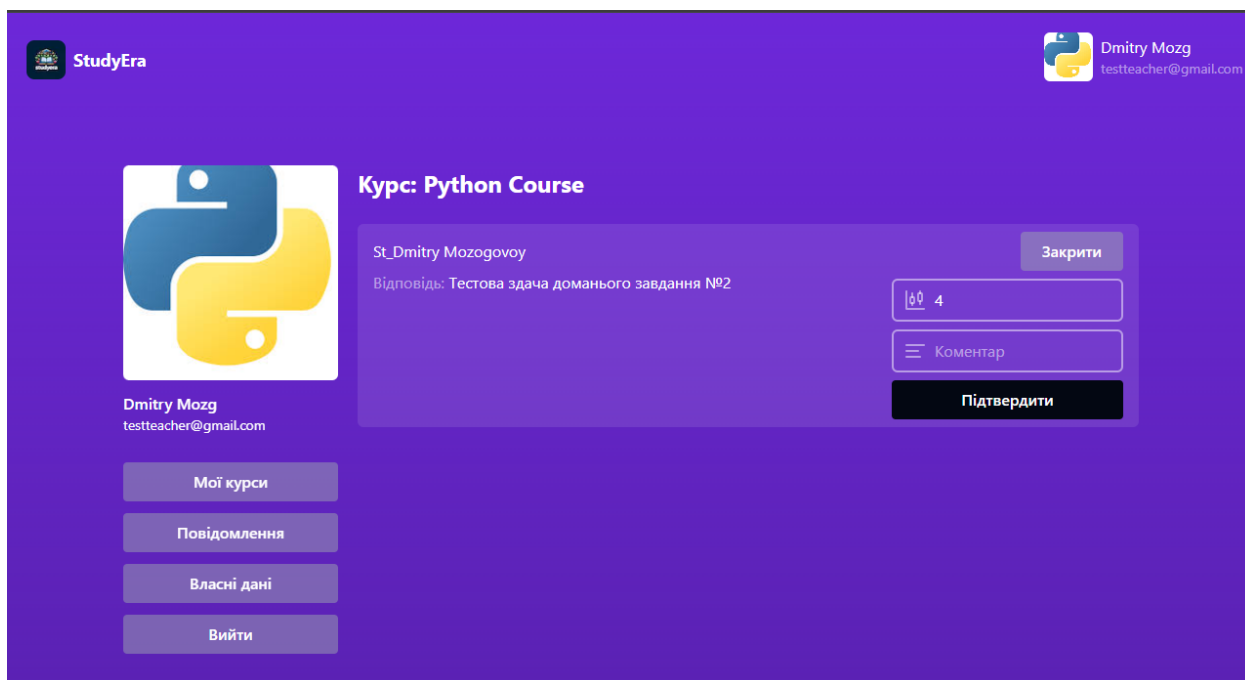 StudyEra
Dmitry Mozg
testteacher@gmail.com
Курс: Python Course
St_Dmitry Mozogovoy
Закрити
Відповідь: Тестова здача доманього завдання №2
4
Коментар
Підтвердити
Dmitry Mozg
testteacher@gmail.com
Мої курси
Повідомлення
Власні дані
Вийти